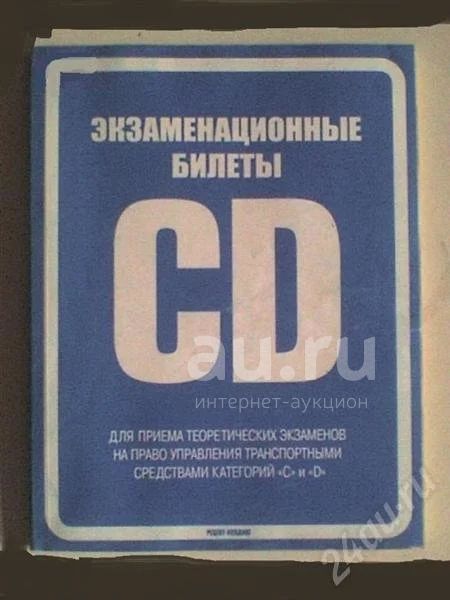 ЭКЗАМЕНАЦИОННЫЕ
БИЛЕТЫ
CD
au.ru
интернет-аукцион
ДЛЯ ПРИЕМА ТЕОРЕТИЧЕСКИХ ЭКЗАМЕНОВ
НА ПРАВО УПРАВЛЕНИЯ ТРАНСПОРТНЫМИ
СРЕДСТВАМИ КАТЕГОРИЙ «C» и «D»
24au.ru